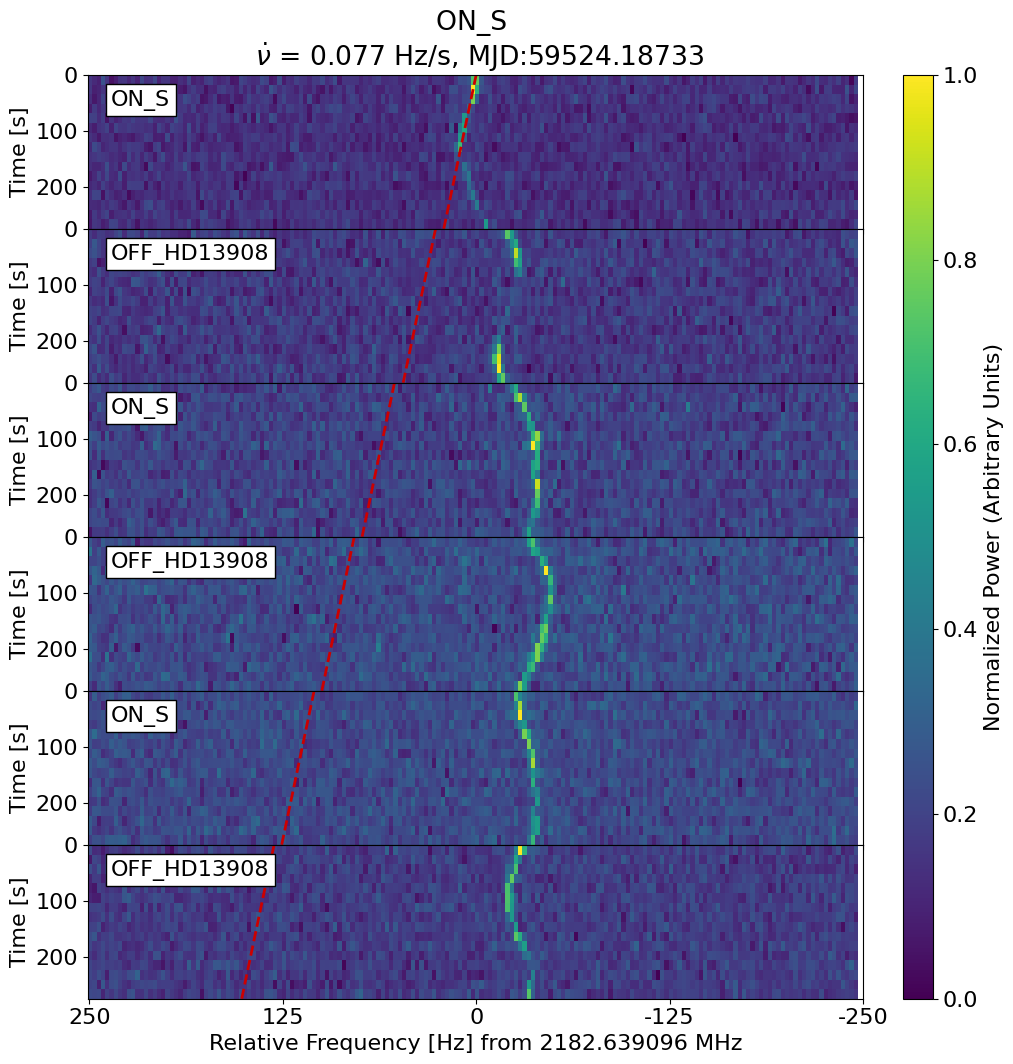 ON_S
ν̇ = 0.077 Hz/s, MJD:59524.18733
0
ON_S
100
Time [s]
200
0
OFF_HD13908
100
Time [s]
200
0
ON_S
100
Time [s]
200
0
OFF_HD13908
100
Time [s]
200
0
ON_S
100
Time [s]
200
0
OFF_HD13908
100
Time [s]
200
250 125 0 -125 -250
Relative Frequency [Hz] from 2182.639096 MHz
1.0
0.8
0.6
0.4
0.2
0.0
Normalized Power (Arbitrary Units)